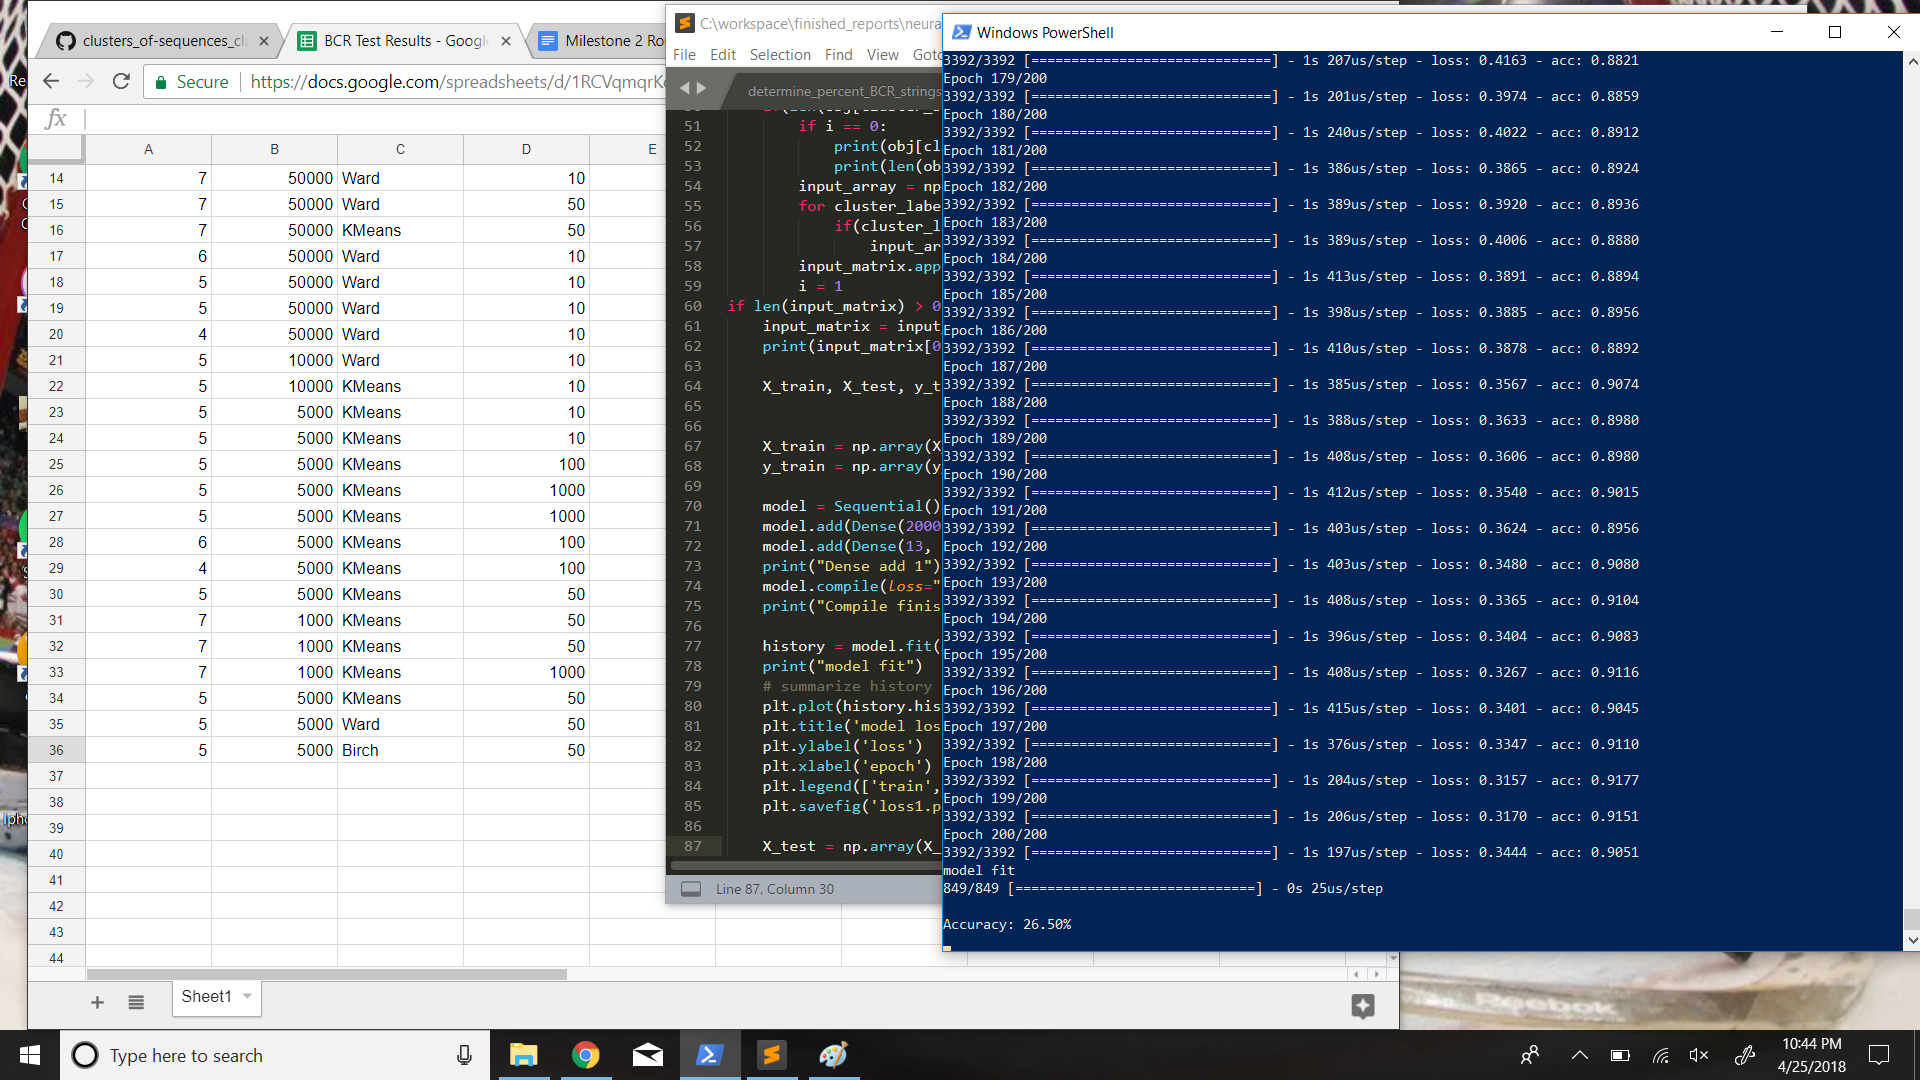 clusters_of-sequences_cl
BCR Test Results - Google
Milestone 2 Ro
Secure
https://docs.google.com/spreadsheets/d/1RCVqmqrK
fx
A B C D E
14 7 50000 Ward 10
15 7 50000 Ward 50
16 7 50000 KMeans 50
17 6 50000 Ward 10
18 5 50000 Ward 10
19 5 50000 Ward 10
20 4 50000 Ward 10
21 5 10000 Ward 10
22 5 10000 KMeans 10
23 5 5000 KMeans 10
24 5 5000 KMeans 10
25 5 5000 KMeans 100
26 5 5000 KMeans 1000
27 5 5000 KMeans 1000
28 6 5000 KMeans 100
29 4 5000 KMeans 100
30 5 5000 KMeans 50
31 7 1000 KMeans 50
32 7 1000 KMeans 50
33 7 1000 KMeans 1000
34 5 5000 KMeans 50
35 5 5000 Ward 50
36 5 5000 Birch 50
37
38
39
40
41
42
43
44
Sheet1
C:\workspace\finished_reports\neura
File Edit Selection Find View Goto
determine_percent_BCR_strings
51 if i == 0:
52 print(obj[cl
53 print(len(ob
54 input_array = np
55 for cluster_labe
56 if(cluster_l
57 input_ar
58 input_matrix.app
59 i = 1
60 if len(input_matrix) > 0
61 input_matrix = input
62 print(input_matrix[0
63
64 X_train, X_test, y_t
65
66
67 X_train = np.array(X
68 y_train = np.array(y
69
70 model = Sequential()
71 model.add(Dense(2000
72 model.add(Dense(13,
73 print("Dense add 1")
74 model.compile(loss="
75 print("Compile finis
76
77 history = model.fit(
78 print("model fit")
79 # summarize history
80 plt.plot(history.his
81 plt.title('model los
82 plt.ylabel('loss')
83 plt.xlabel('epoch')
84 plt.legend(['train',
85 plt.savefig('loss1.p
86
87 X_test = np.array(X_
Line 87, Column 30
Windows PowerShell
3392/3392 [==============================] - 1s 207us/step - loss: 0.4163 - acc: 0.8821
Epoch 179/200
3392/3392 [==============================] - 1s 201us/step - loss: 0.3974 - acc: 0.8859
Epoch 180/200
3392/3392 [==============================] - 1s 240us/step - loss: 0.4022 - acc: 0.8912
Epoch 181/200
3392/3392 [==============================] - 1s 386us/step - loss: 0.3865 - acc: 0.8924
Epoch 182/200
3392/3392 [==============================] - 1s 389us/step - loss: 0.3920 - acc: 0.8936
Epoch 183/200
3392/3392 [==============================] - 1s 389us/step - loss: 0.4006 - acc: 0.8880
Epoch 184/200
3392/3392 [==============================] - 1s 413us/step - loss: 0.3891 - acc: 0.8894
Epoch 185/200
3392/3392 [==============================] - 1s 398us/step - loss: 0.3885 - acc: 0.8956
Epoch 186/200
3392/3392 [==============================] - 1s 410us/step - loss: 0.3878 - acc: 0.8892
Epoch 187/200
3392/3392 [==============================] - 1s 385us/step - loss: 0.3567 - acc: 0.9074
Epoch 188/200
3392/3392 [==============================] - 1s 388us/step - loss: 0.3633 - acc: 0.8980
Epoch 189/200
3392/3392 [==============================] - 1s 408us/step - loss: 0.3606 - acc: 0.8980
Epoch 190/200
3392/3392 [==============================] - 1s 412us/step - loss: 0.3540 - acc: 0.9015
Epoch 191/200
3392/3392 [==============================] - 1s 403us/step - loss: 0.3624 - acc: 0.8956
Epoch 192/200
3392/3392 [==============================] - 1s 403us/step - loss: 0.3480 - acc: 0.9080
Epoch 193/200
3392/3392 [==============================] - 1s 408us/step - loss: 0.3365 - acc: 0.9104
Epoch 194/200
3392/3392 [==============================] - 1s 396us/step - loss: 0.3404 - acc: 0.9083
Epoch 195/200
3392/3392 [==============================] - 1s 408us/step - loss: 0.3267 - acc: 0.9116
Epoch 196/200
3392/3392 [==============================] - 1s 415us/step - loss: 0.3401 - acc: 0.9045
Epoch 197/200
3392/3392 [==============================] - 1s 376us/step - loss: 0.3347 - acc: 0.9110
Epoch 198/200
3392/3392 [==============================] - 1s 204us/step - loss: 0.3157 - acc: 0.9177
Epoch 199/200
3392/3392 [==============================] - 1s 206us/step - loss: 0.3170 - acc: 0.9151
Epoch 200/200
3392/3392 [==============================] - 1s 197us/step - loss: 0.3444 - acc: 0.9051
model fit
849/849 [==============================] - 0s 25us/step
Accuracy: 26.50%
Reebok
Type here to search
10:44 PM
4/25/2018